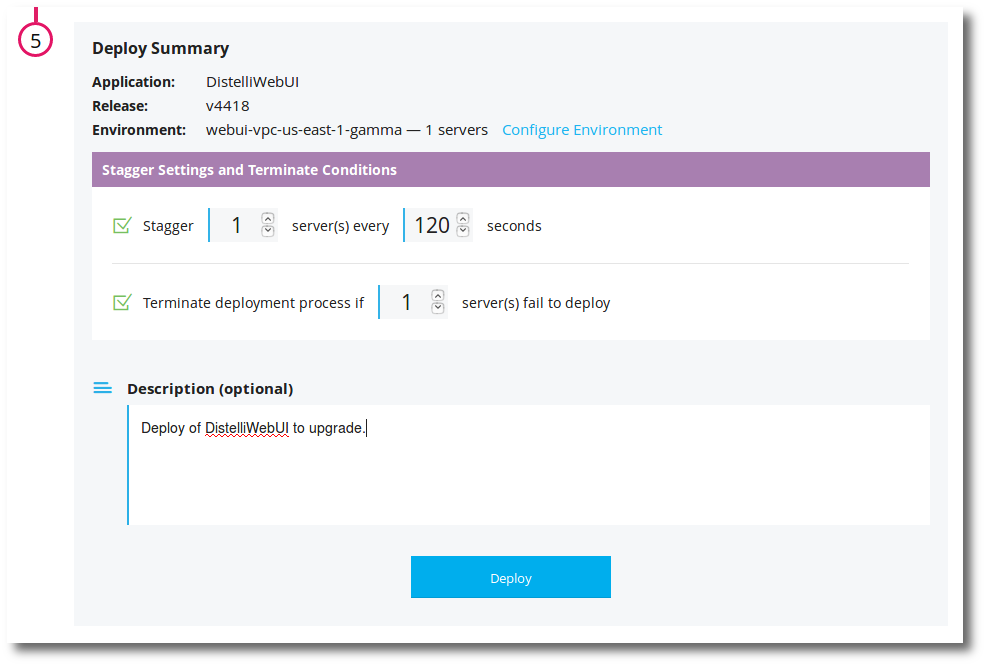 5
Deploy Summary
Application: DistelliWebUI
Release: v4418
Environment: webui-vpc-us-east-1-gamma — 1 servers Configure Environment
Stagger Settings and Terminate Conditions
Stagger 1 server(s) every 120 seconds
Terminate deployment process if 1 server(s) fail to deploy
Description (optional)
Deploy of DistelliWebUI to upgrade.
Deploy